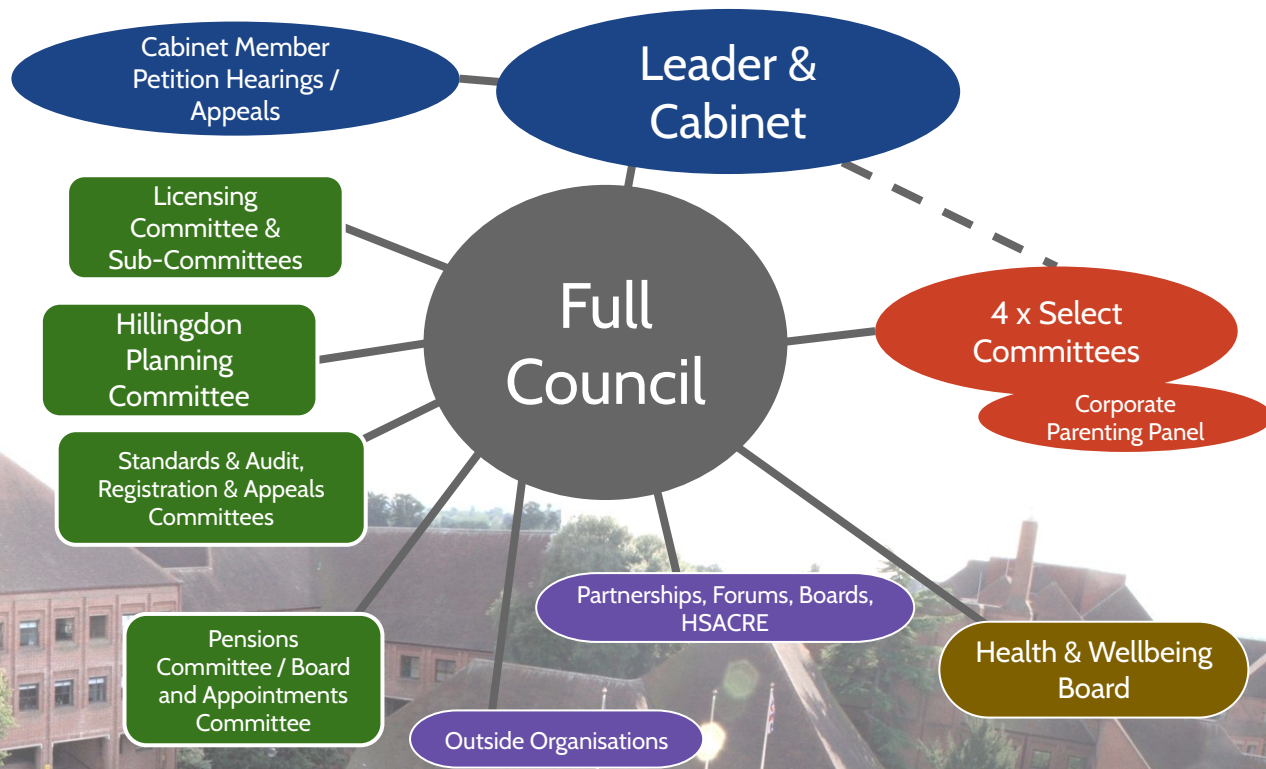 Cabinet Member
Petition Hearings /
Appeals
Leader &
Cabinet
Licensing
Committee &
Sub-Committees
Full
Council
4 x Select
Committees
Hillingdon
Planning
Committee
Corporate
Parenting Panel
Standards & Audit,
Registration & Appeals
Committees
Partnerships, Forums, Boards,
HSACRE
Pensions
Committee / Board
and Appointments
Committee
Health & Wellbeing
Board
Outside Organisations